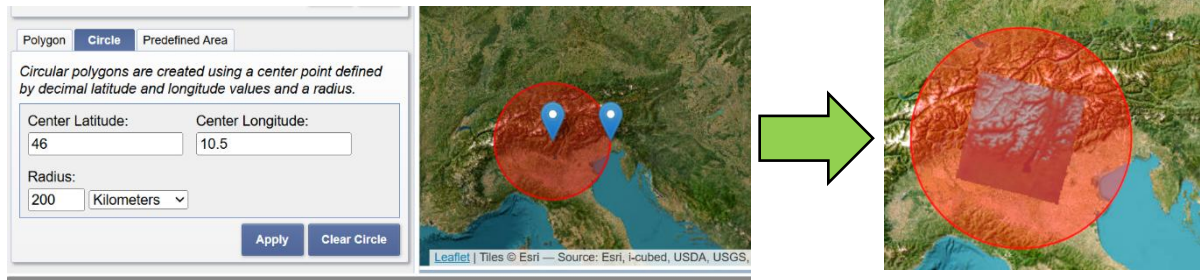 Polygon Circle Predefined Area
Circular polygons are created using a center point defined
by decimal latitude and longitude values and a radius.
Center Latitude: Center Longitude:
46 10.5
Radius:
200 Kilometers
Apply Clear Circle
Leaflet | Tiles © Esri — Source: Esri, i-cubed, USDA, USGS,